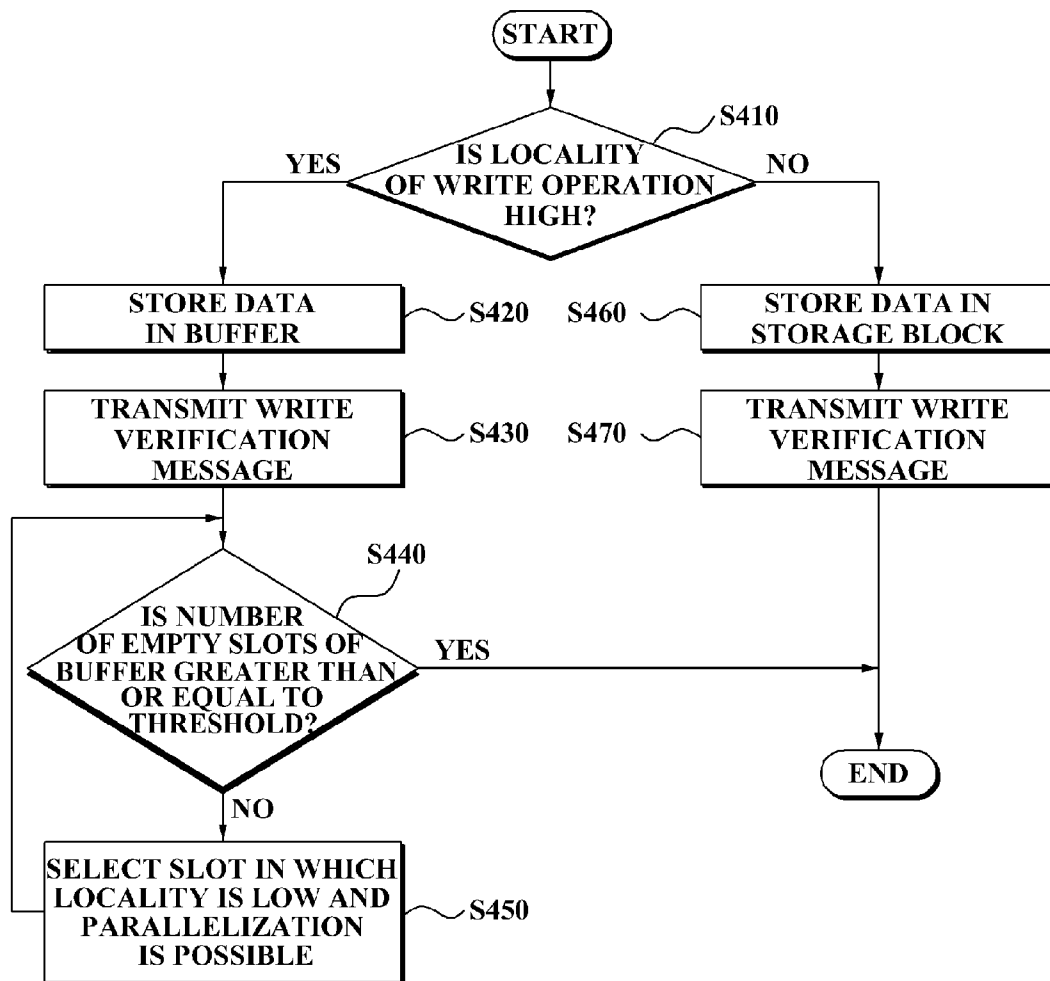 START
S410
YES
IS LOCALITY
OF WRITE OPERATION
HIGH?
NO
STORE DATA
IN BUFFER
S420
S460
STORE DATA IN
STORAGE BLOCK
TRANSMIT WRITE
VERIFICATION
MESSAGE
S430
S470
TRANSMIT WRITE
VERIFICATION
MESSAGE
S440
IS NUMBER
OF EMPTY SLOTS OF
BUFFER GREATER THAN
OR EQUAL TO
THRESHOLD?
YES
END
NO
SELECT SLOT IN WHICH
LOCALITY IS LOW AND
PARALLELIZATION
IS POSSIBLE
S450